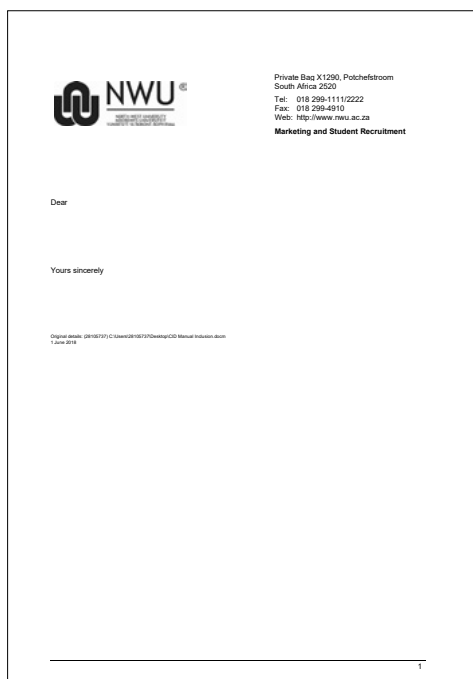 NWU®
Private Bag X1290, Potchefstroom
South Africa 2520
Tel: 018 299-1111/2222
Fax: 018 299-4910
Web: http://www.nwu.ac.za
Marketing and Student Recruitment
Dear
Yours sincerely
Original details: (28105737) C:\Users\28105737\Desktop\CID Manual Inclusion.docm
1 June 2018
1